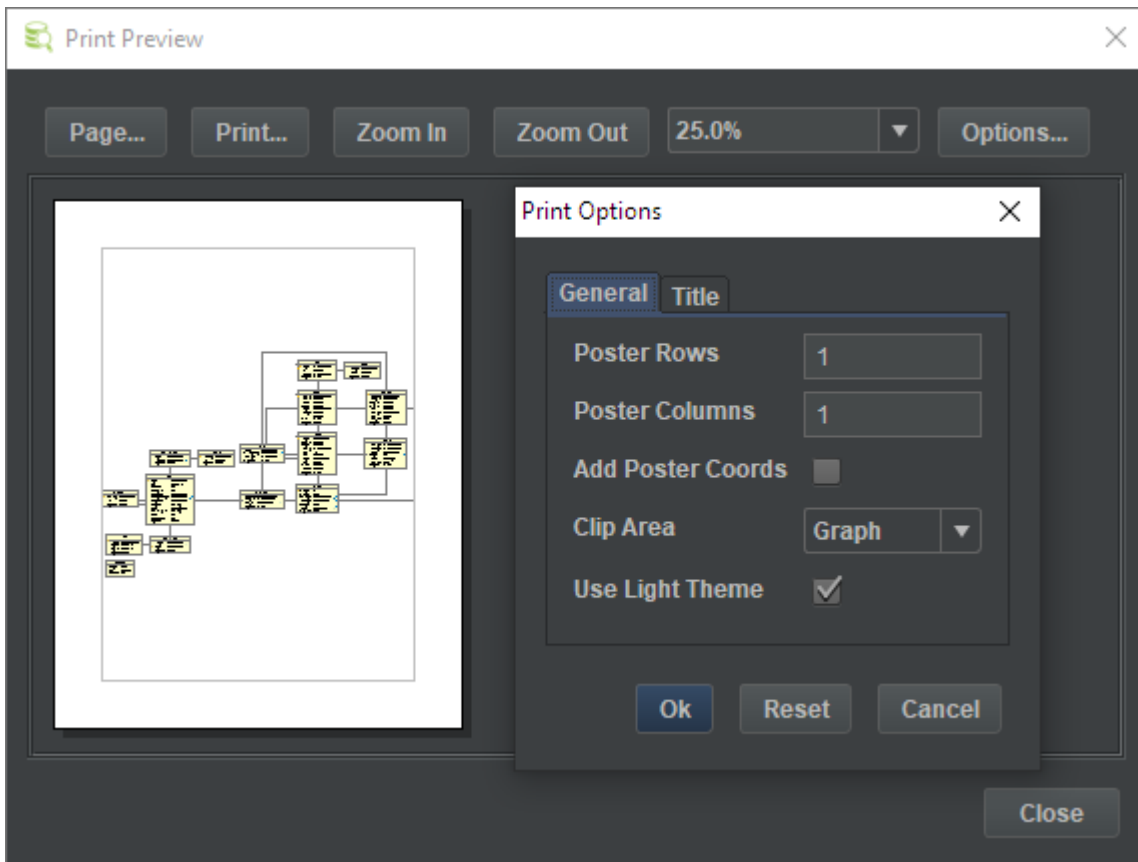 Print Preview
Page... Print... Zoom In Zoom Out 25.0% Options...
Print Options
General Title
Poster Rows 1
Poster Columns 1
Add Poster Coords
Clip Area Graph
Use Light Theme
Ok Reset Cancel
Close